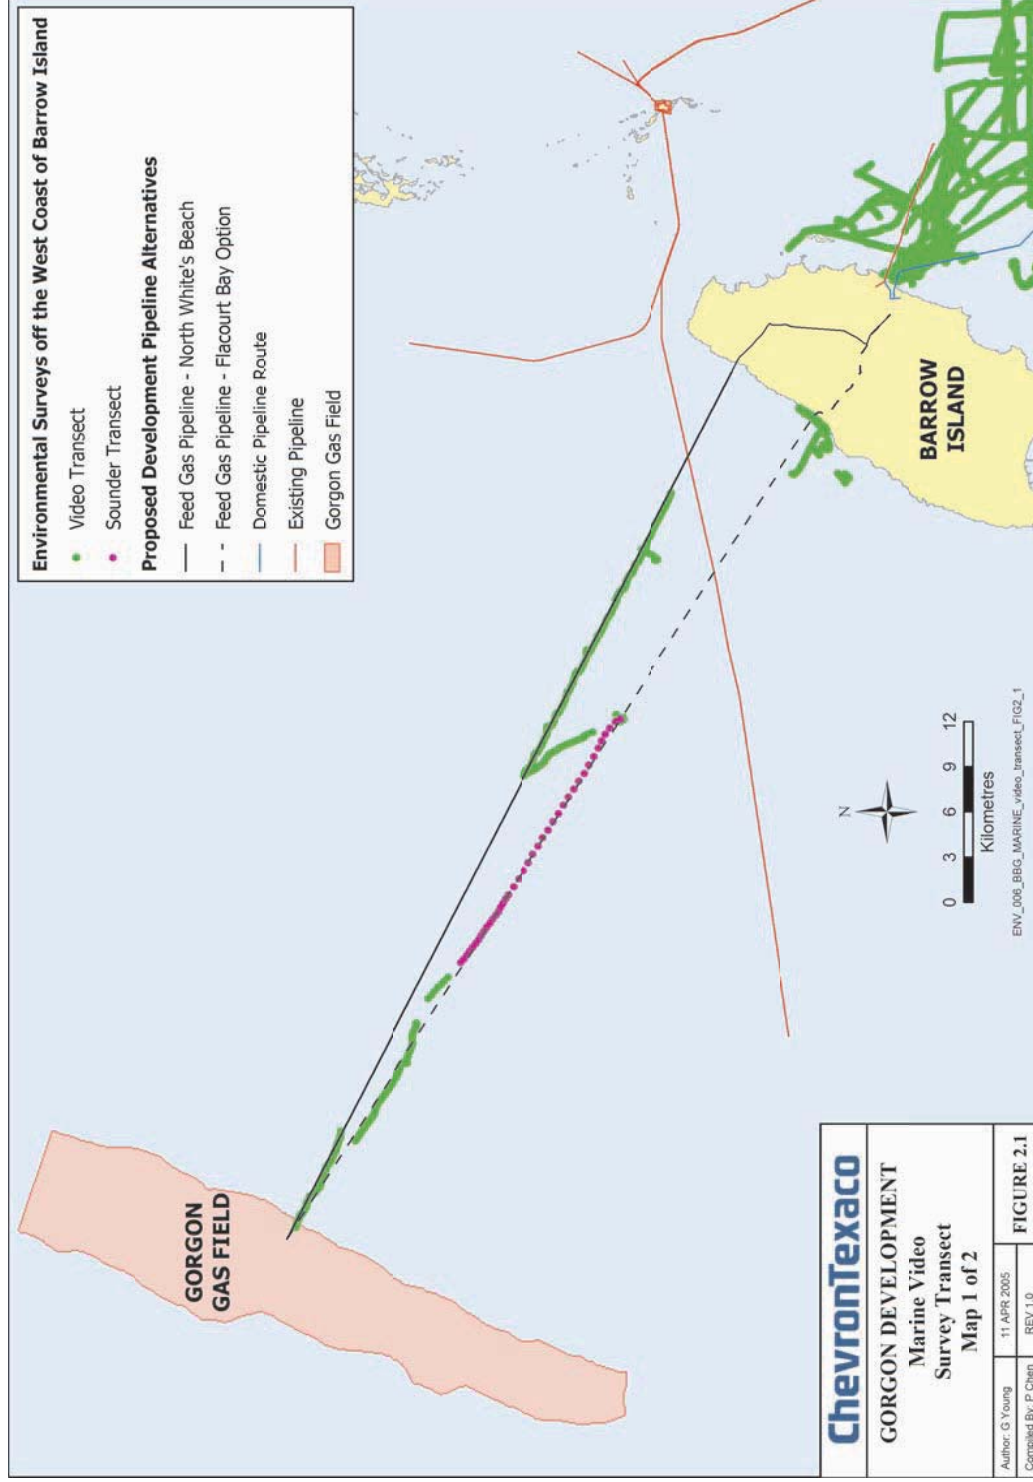 Environmental Surveys off the West Coast of Barrow Island
Video Transect
Sounder Transect
Proposed Development Pipeline Alternatives
Feed Gas Pipeline - North White's Beach
Feed Gas Pipeline - Flacourt Bay Option
Domestic Pipeline Route
Existing Pipeline
Gorgon Gas Field
GORGON
GAS FIELD
BARROW
ISLAND
N
0 3 6 9 12
Kilometres
ENV_006_BBG_MARINE_video_transect_FIG2_1
ChevronTexaco
GORGON DEVELOPMENT
Marine Video
Survey Transect
Map 1 of 2
Author: G Young
11 APR 2005
FIGURE 2.1
Compiled By: P Chen
REV 1.0